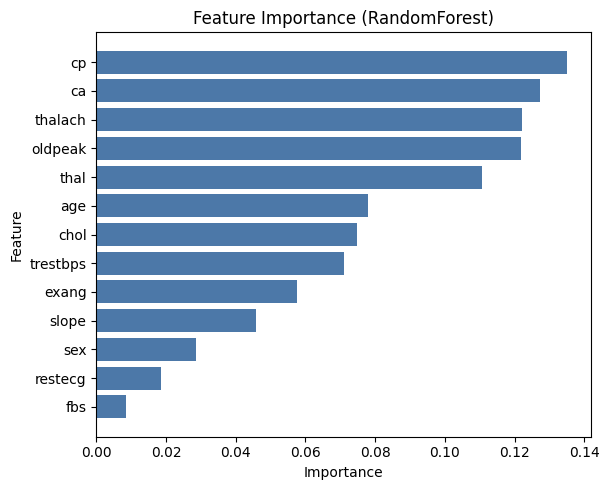 Feature Importance (RandomForest)
Feature
cp
ca
thalach
oldpeak
thal
age
chol
trestbps
exang
slope
sex
restecg
fbs
0.00 0.02 0.04 0.06 0.08 0.10 0.12 0.14
Importance